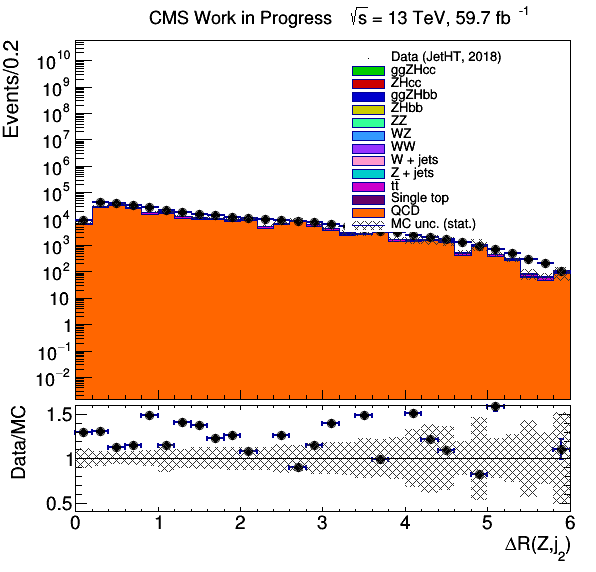 CMS Work in Progress √s = 13 TeV, 59.7 fb⁻¹
Events/0.2
10¹⁰
10⁹
10⁸
10⁷
10⁶
10⁵
10⁴
10³
10²
10
1
10⁻¹
10⁻²
Data (JetHT, 2018)
ggZHcc
ZHcc
ggZHbb
ZHbb
ZZ
WZ
WW
W + jets
Z + jets
tt̄
Single top
QCD
MC unc. (stat.)
Data/MC
1.5
1
0.5
0 1 2 3 4 5 6
ΔR(Z,j₂)